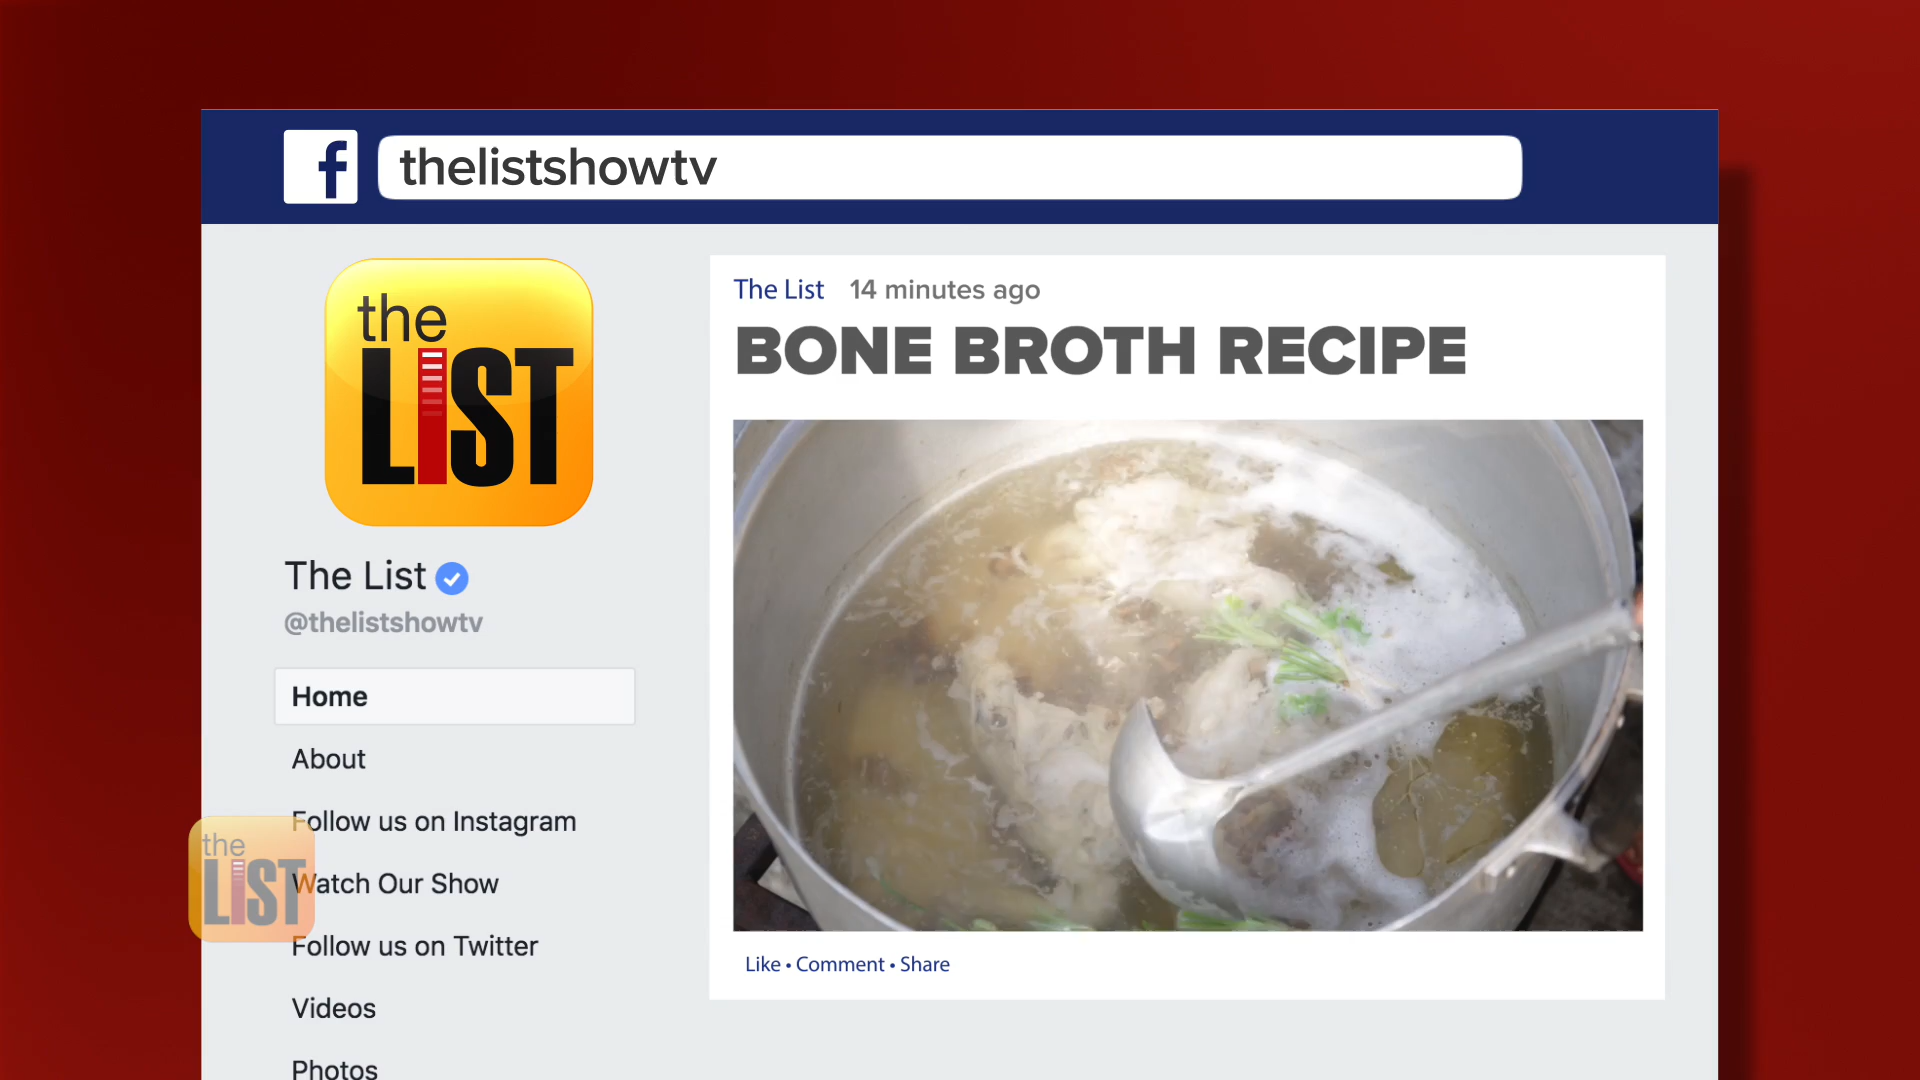 f
thelistshowtv
the
LIST
The List
@thelistshowtv
Home
About
Follow us on Instagram
Watch Our Show
Follow us on Twitter
Videos
Photos
the
LIST
The List 14 minutes ago
BONE BROTH RECIPE
Like • Comment • Share